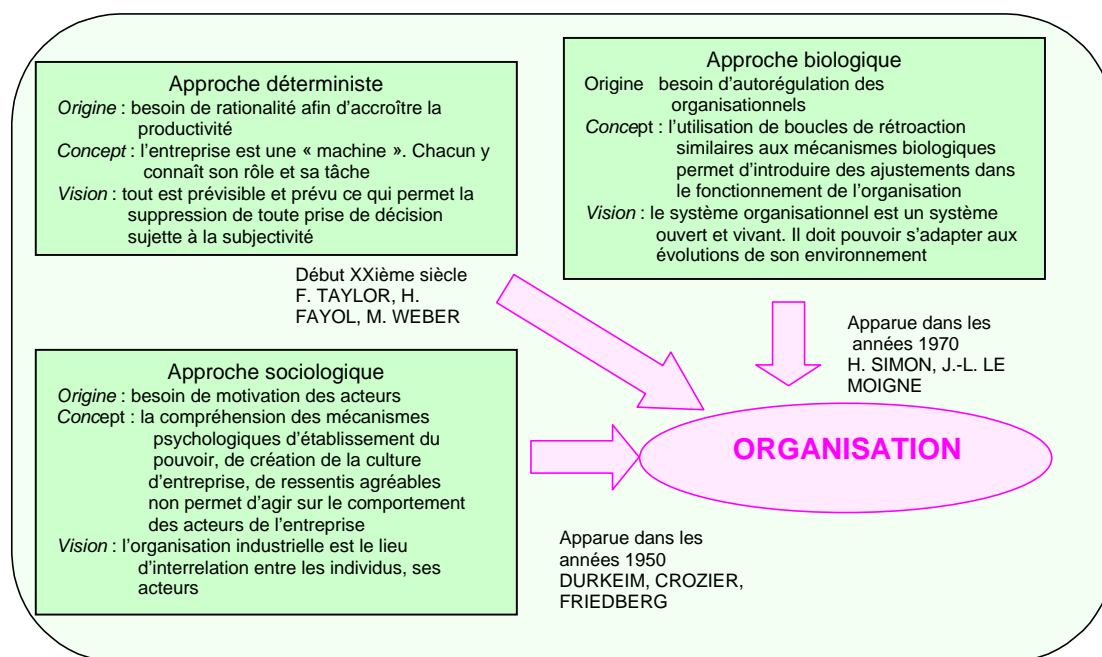 Approche déterministe
Origine : besoin de rationalité afin d'accroître la
productivité
Concept : l'entreprise est une « machine ». Chacun y
connaît son rôle et sa tâche
Vision : tout est prévisible et prévu ce qui permet la
suppression de toute prise de décision
sujette à la subjectivité
Début XXième siècle
F. TAYLOR, H.
FAYOL, M. WEBER
Approche biologique
Origine besoin d'autorégulation des
organisationnels
Concept : l'utilisation de boucles de rétroaction
similaires aux mécanismes biologiques
permet d'introduire des ajustements dans
le fonctionnement de l'organisation
Vision : le système organisationnel est un système
ouvert et vivant. Il doit pouvoir s'adapter aux
évolutions de son environnement
Apparue dans les
années 1970
H. SIMON, J.-L. LE
MOIGNE
Approche sociologique
Origine : besoin de motivation des acteurs
Concept : la compréhension des mécanismes
psychologiques d'établissement du
pouvoir, de création de la culture
d'entreprise, de ressentis agréables
non permet d'agir sur le comportement
des acteurs de l'entreprise
Vision : l'organisation industrielle est le lieu
d'interrelation entre les individus, ses
acteurs
Apparue dans les
années 1950
DURKEIM, CROZIER,
FRIEDBERG
ORGANISATION